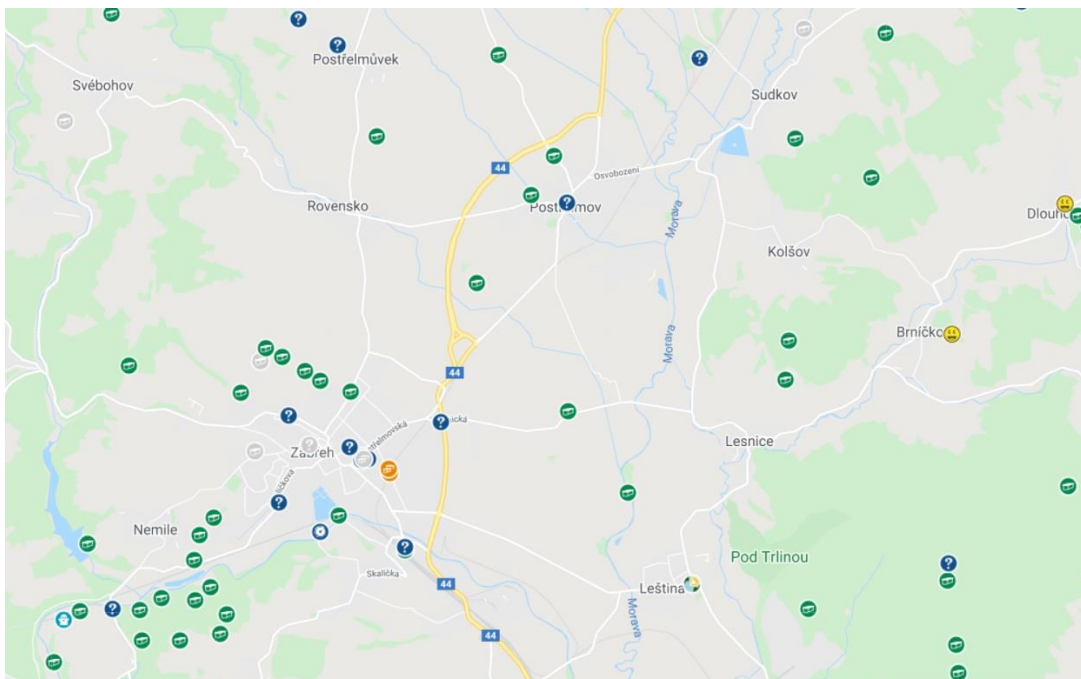 Postřelmůvek
Svébohov
Sudkov
44
Osvobození
Rovensko
Morava
Kolšov
Morava
Brníčko
44
Lesnice
Zábřeh
Nemile
Pod Trlinou
Skalička
44
Leština
Morava
44